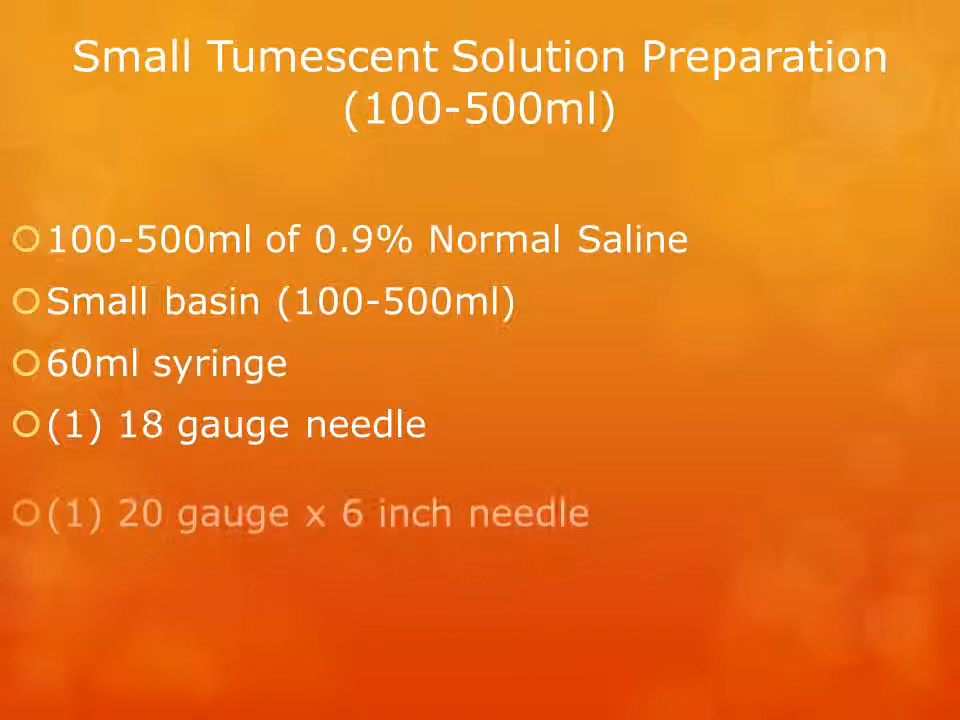 Small Tumescent Solution Preparation
(100-500ml)
100-500ml of 0.9% Normal Saline
Small basin (100-500ml)
60ml syringe
(1) 18 gauge needle
(1) 20 gauge x 6 inch needle